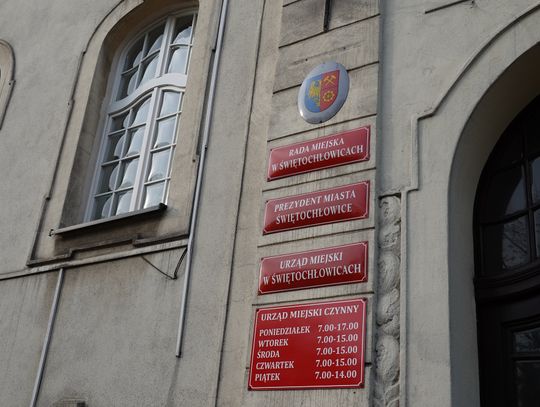 RADA MIEJSKA
W ŚWIĘTOCHŁOWICACH
PREZYDENT MIASTA
ŚWIĘTOCHŁOWICE
URZĄD MIEJSKI
W ŚWIĘTOCHŁOWICACH
URZĄD MIEJSKI CZYNNY
PONIEDZIAŁEK 7.00-17.00
WTOREK 7.00-15.00
ŚRODA 7.00-15.00
CZWARTEK 7.00-15.00
PIĄTEK 7.00-14.00